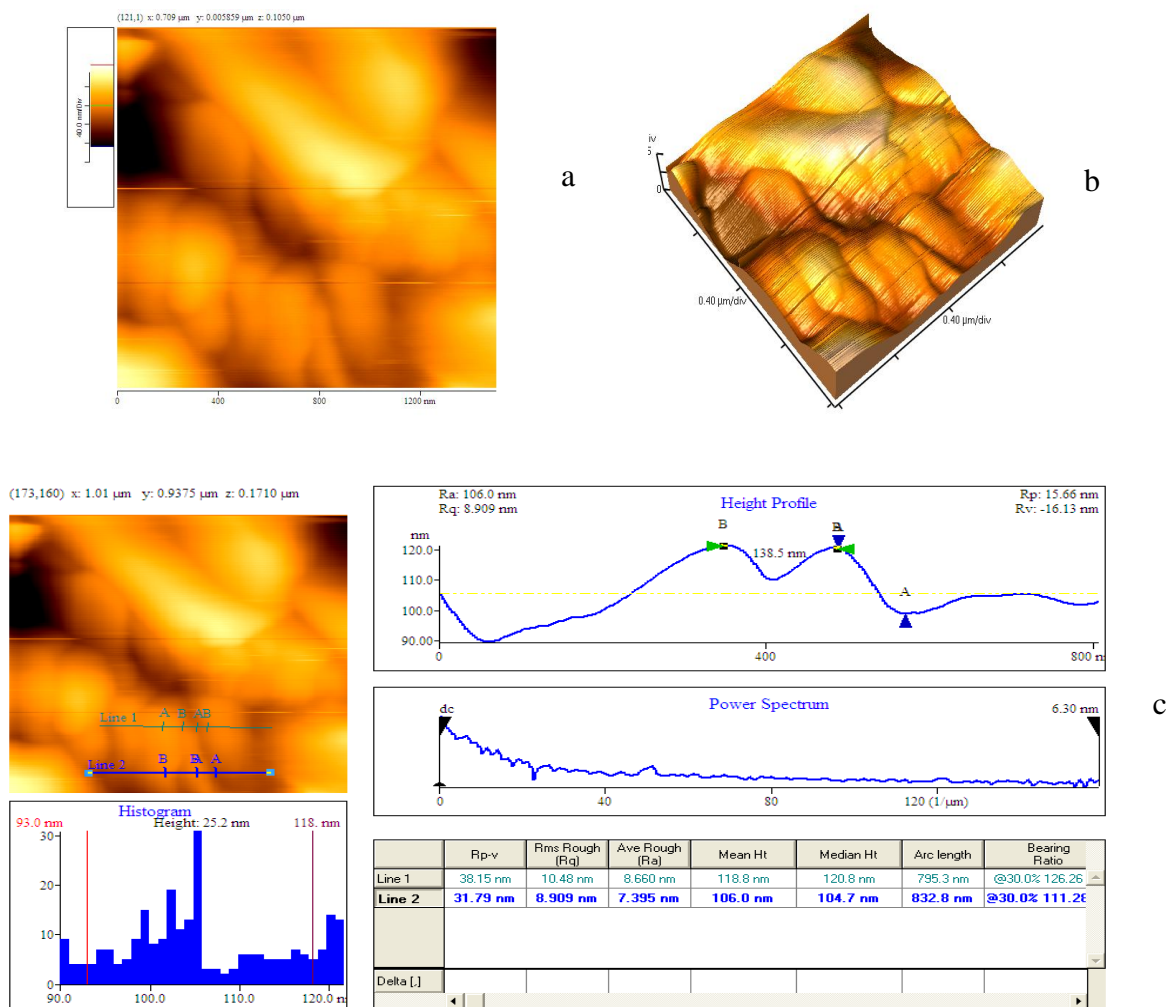 (121,1) x: 0.709 µm y: 0.005859 µm z: 0.1050 µm
40.0 nm/Div
0 400 800 1200 nm
a
0
0.40 µm/div
0.40 µm/div
b
(173,160) x: 1.01 µm y: 0.9375 µm z: 0.1710 µm
Line 1 A B AB
Line 2 B A A
Histogram
93.0 nm Height: 25.2 nm 118. nm
30
20
10
0
90.0 100.0 110.0 120.0
Ra: 106.0 nm Height Profile Rp: 15.66 nm
Rq: 8.909 nm Rv: -16.13 nm
nm
B
120.0
138.5 nm
110.0
A
100.0
90.00
0 400 800
Power Spectrum
dc 6.30 nm
0 40 80 120 (1/µm)
c
Rp-v Rms Rough (Rq) Ave Rough (Ra) Mean Ht Median Ht Arc length Bearing Ratio
Line 1 38.15 nm 10.48 nm 8.660 nm 118.8 nm 120.8 nm 795.3 nm @30.0% 126.26
Line 2 31.79 nm 8.909 nm 7.395 nm 106.0 nm 104.7 nm 832.8 nm @30.0% 111.28
Delta [,]